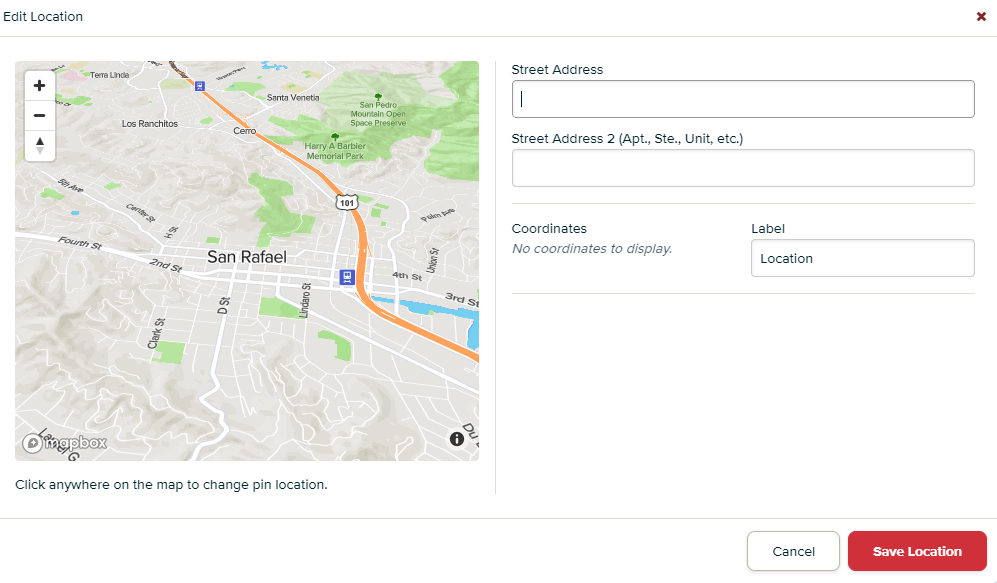 Edit Location
Terra Linda
Santa Venetia
San Pedro
Mountain Open
Space Preserve
Los Ranchitos
Cerro
Harry A Barbier
Memorial Park
5th Ave
101
Center St
Palm Ave
H St
Fourth St
San Rafael
Union St
2nd St
4th St
D St
Lindaro St
3rd St
Clark St
mapbox
Click anywhere on the map to change pin location.
Street Address
Street Address 2 (Apt., Ste., Unit, etc.)
Coordinates
No coordinates to display.
Label
Location
Cancel
Save Location